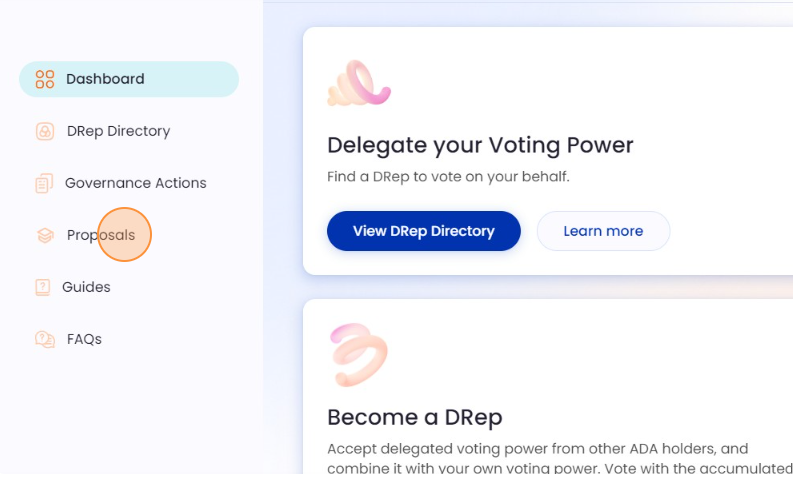 Dashboard
DRep Directory
Governance Actions
Proposals
Guides
FAQs
Delegate your Voting Power
Find a DRep to vote on your behalf.
View DRep Directory
Learn more
Become a DRep
Accept delegated voting power from other ADA holders, and
combine it with your own voting power. Vote with the accumulated